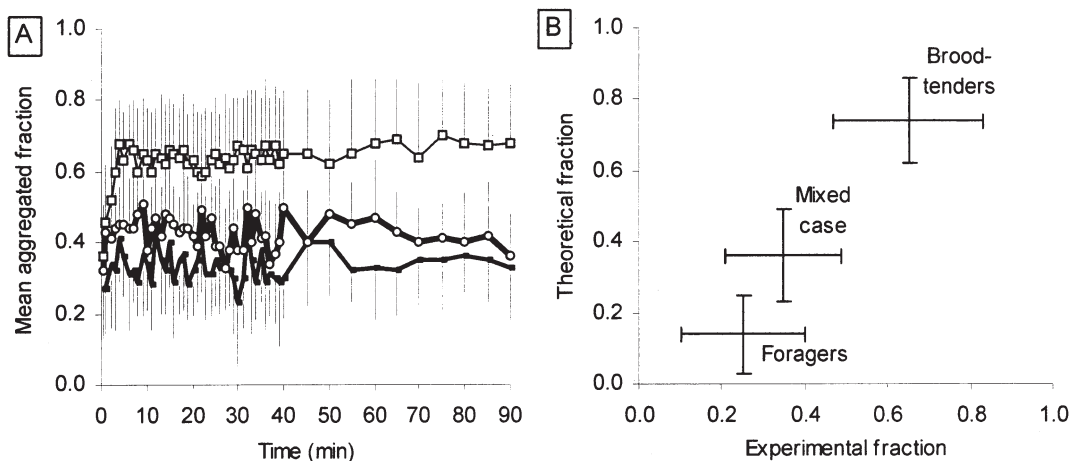 A
Mean aggregated fraction
1.0
0.8
0.6
0.4
0.2
0.0
0 10 20 30 40 50 60 70 80 90
Time (min)
B
Theoretical fraction
1.0
0.8
0.6
0.4
0.2
0.0
Brood-
tenders
Mixed
case
Foragers
0.0 0.2 0.4 0.6 0.8 1.0
Experimental fraction